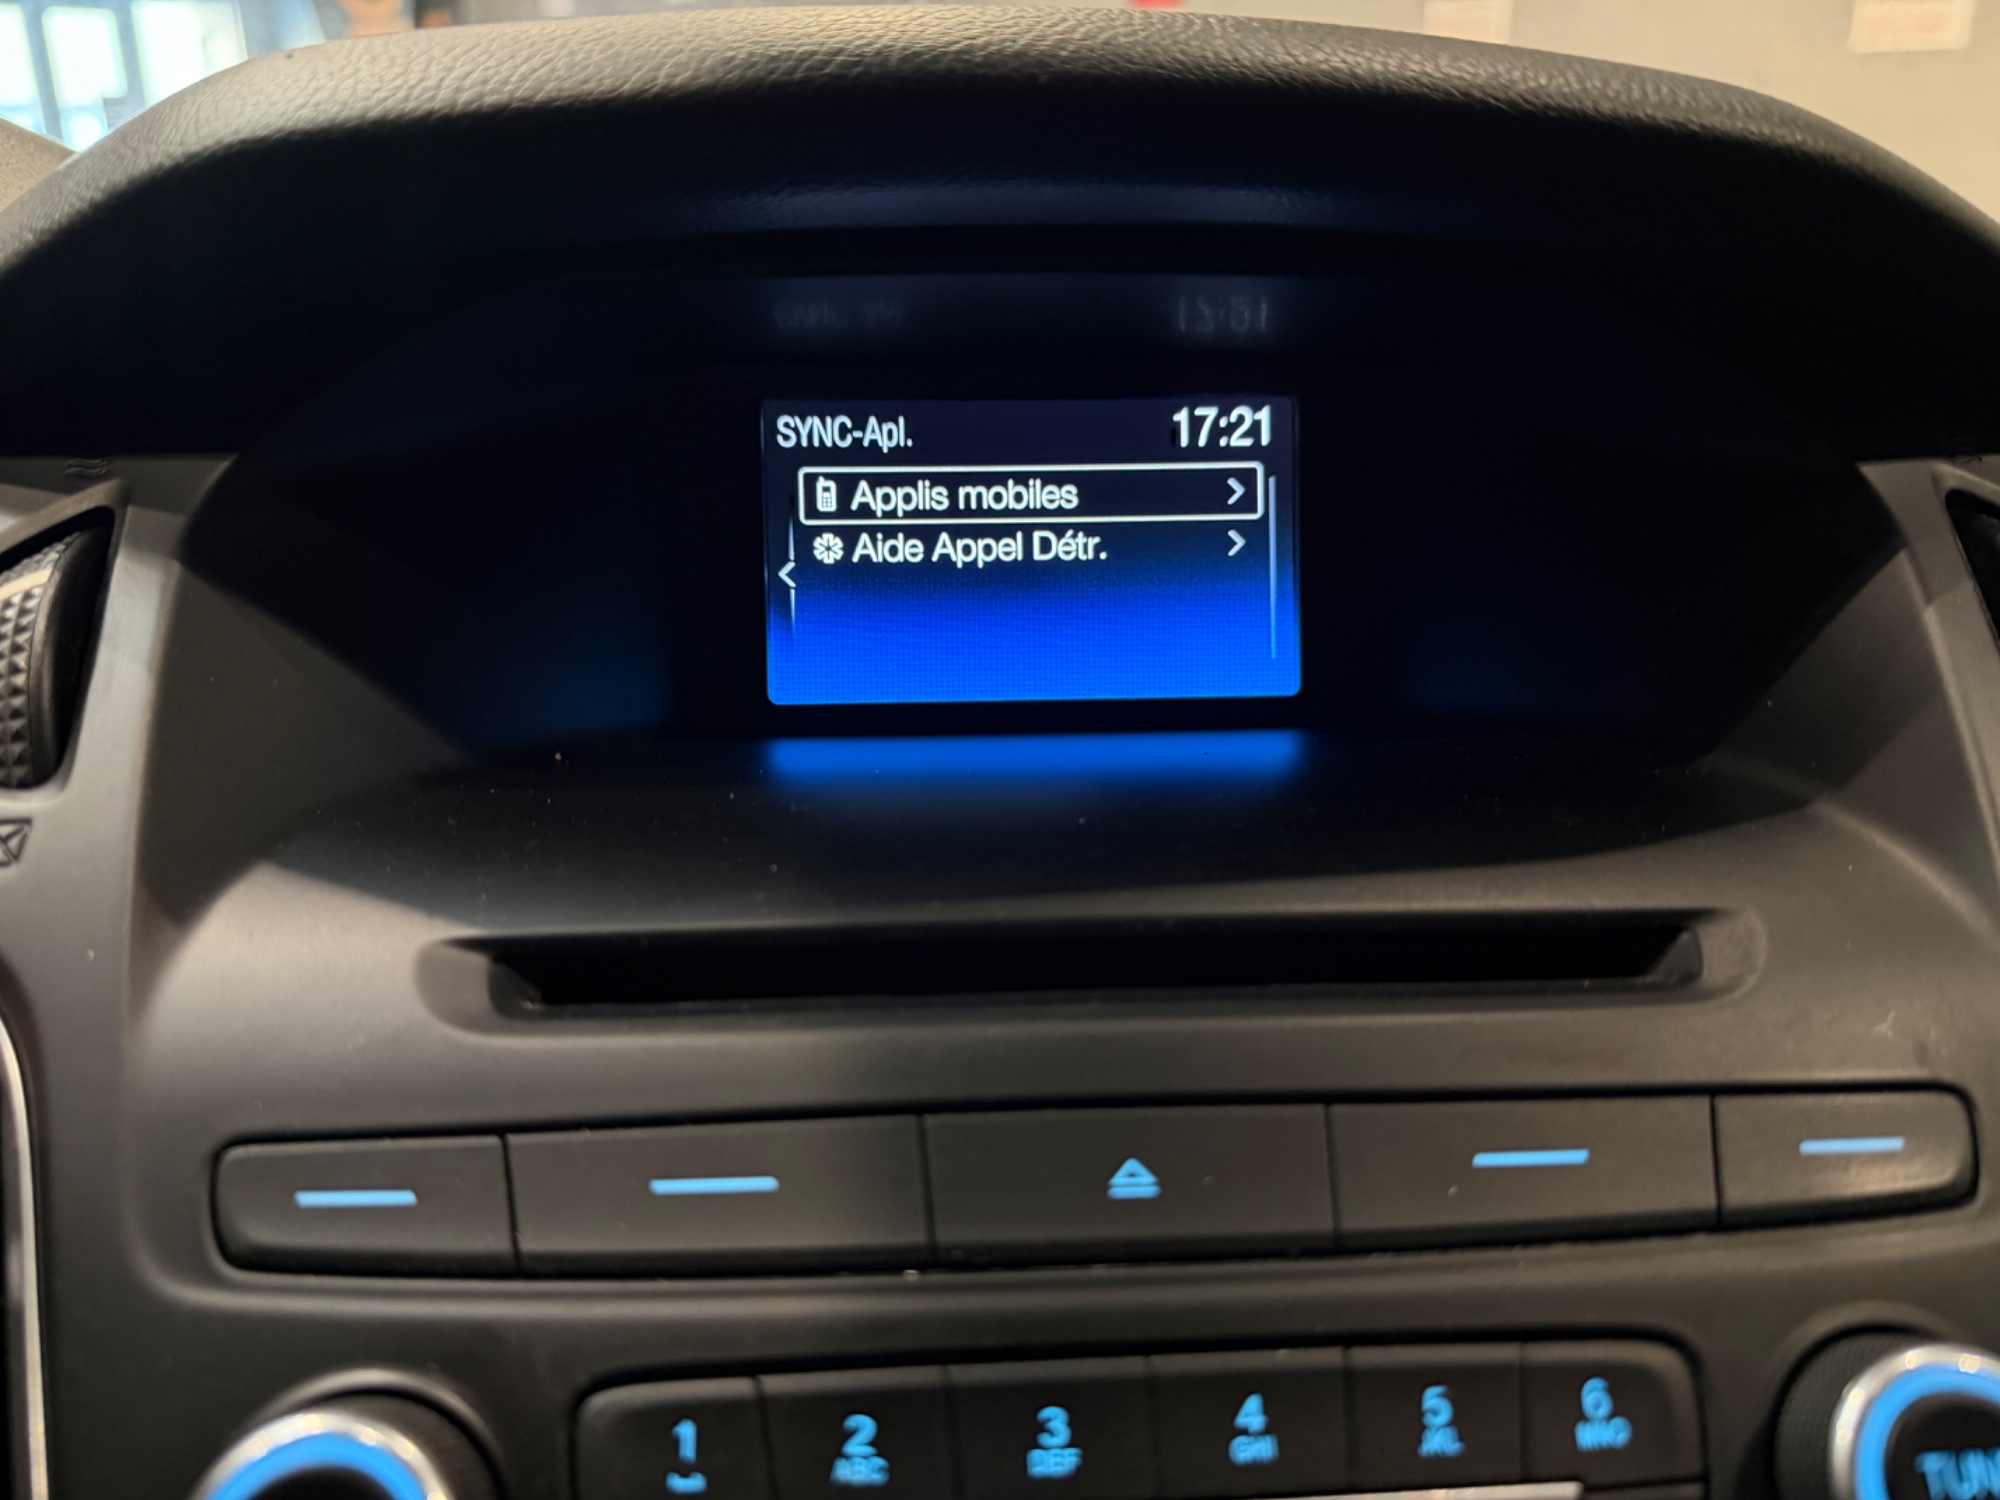 SYNC-Apl. 17:21
Applis mobiles
Aide Appel Détr.
1 2 3 4 5 6
ABC DEF GHI JKL MNO
TUN